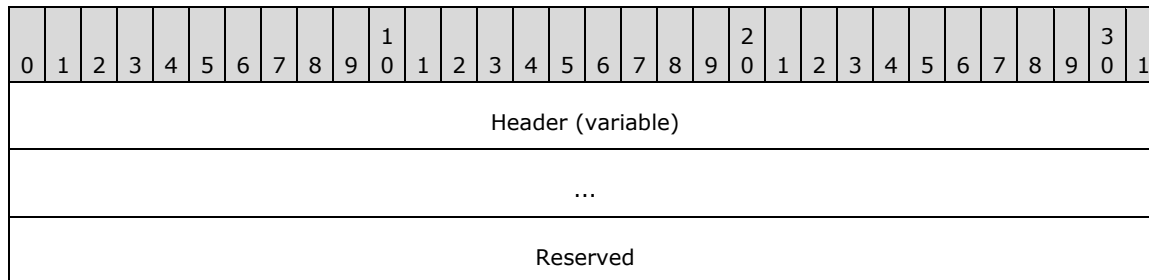 1 2 3
0 1 2 3 4 5 6 7 8 9 0 1 2 3 4 5 6 7 8 9 0 1 2 3 4 5 6 7 8 9 0 1
Header (variable)
...
Reserved